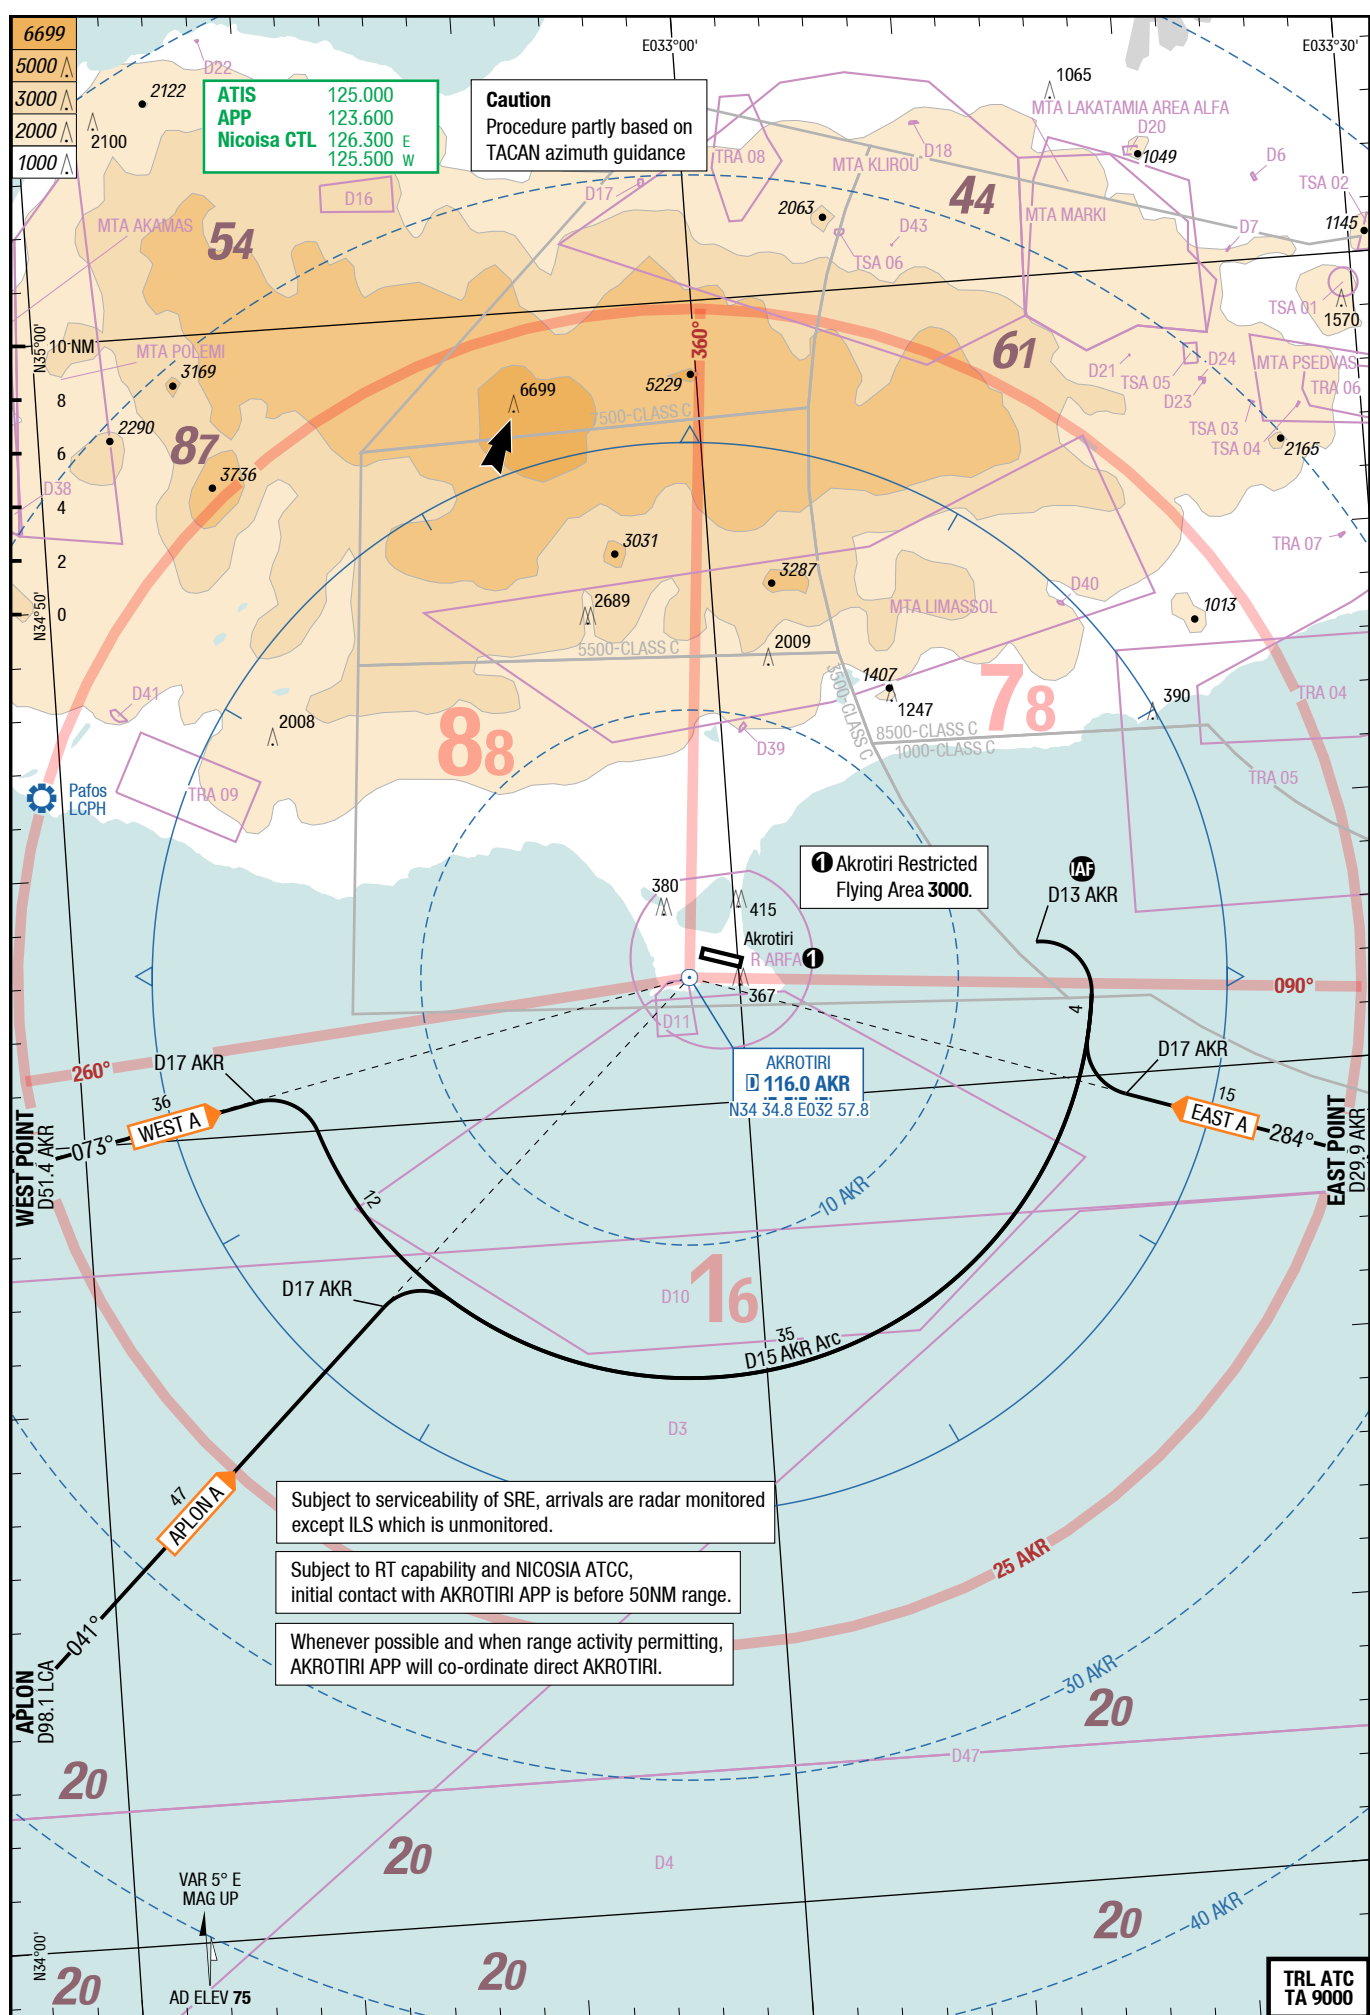 6699
5000
3000
2000
1000
2122
2100
D22
ATIS 125.000
APP 123.600
Nicoisa CTL 126.300 E
125.500 W
Caution
Procedure partly based on
TACAN azimuth guidance
E033°00'
E033°30'
1065
MTA LAKATAMIA AREA ALFA
D20
1049
D6
TSA 02
1145
D7
TSA 01
1570
TRA 08
MTA KLIROU
D18
44
MTA MARKI
2063
D43
TSA 06
D17
D16
MTA AKAMAS
54
N35°00'
10 NM
8
6
4
2
0
MTA POLEMI
3169
2290
87
3736
D38
6699
5229
360°
7500-CLASS C
61
D21
TSA 05
D24
D23
MTA PSEDVAS
TRA 06
TSA 03
TSA 04
2165
TRA 07
3031
3287
2689
D40
MTA LIMASSOL
1013
N34°50'
5500-CLASS C
2009
3500-CLASS C
1407
1247
78
390
TRA 04
8500-CLASS C
1000-CLASS C
TRA 05
D41
2008
88
D39
TRA 09
Pafos
LCPH
1 Akrotiri Restricted
Flying Area 3000.
IAF
D13 AKR
380
415
Akrotiri
R ARFA 1
367
D11
090°
4
260°
D17 AKR
36
WEST A
073°
WEST POINT
D51.4 AKR
AKROTIRI
D 116.0 AKR
N34 34.8 E032 57.8
D17 AKR
15
EAST A
284°
EAST POINT
D29.9 AKR
12
10 AKR
D17 AKR
D10
16
35
D15 AKR Arc
D3
47
APLON A
041°
APLON
D98.1 LCA
Subject to serviceability of SRE, arrivals are radar monitored
except ILS which is unmonitored.
Subject to RT capability and NICOSIA ATCC,
initial contact with AKROTIRI APP is before 50NM range.
Whenever possible and when range activity permitting,
AKROTIRI APP will co-ordinate direct AKROTIRI.
25 AKR
30 AKR
20
D47
20
20
D4
VAR 5° E
MAG UP
40 AKR
20
N34°00'
20
20
AD ELEV 75
TRL ATC
TA 9000